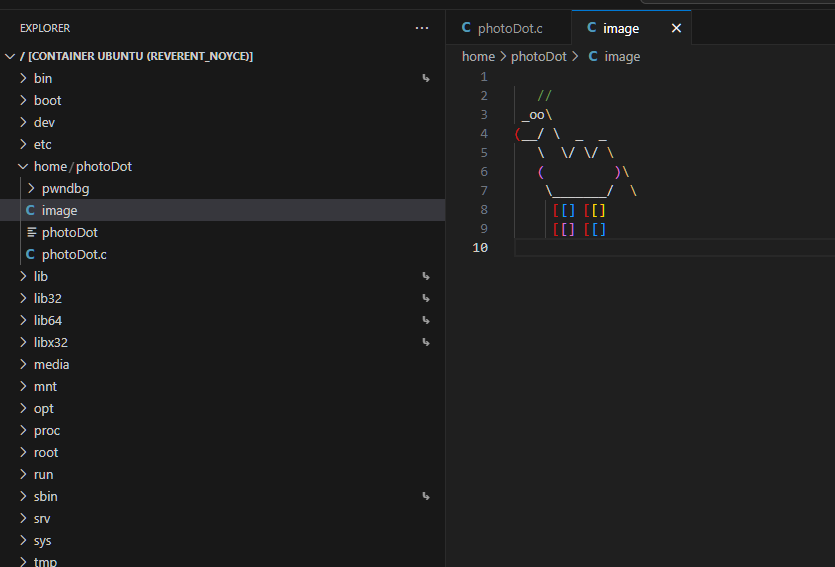 EXPLORER
/ [CONTAINER UBUNTU (REVERENT_NOYCE)]
bin
boot
dev
etc
home/photoDot
pwndbg
C image
photoDot
C photoDot.c
lib
lib32
lib64
libx32
media
mnt
opt
proc
root
run
sbin
srv
sys
tmp
C photoDot.c
C image
home > photoDot > C image
1
2    //
3  _oo\
4 (__/ \  _  _
5    \  \/ \/ \
6    (         )\
7     \_______/  \
8      [[] [[]
9      [[] [[]
10